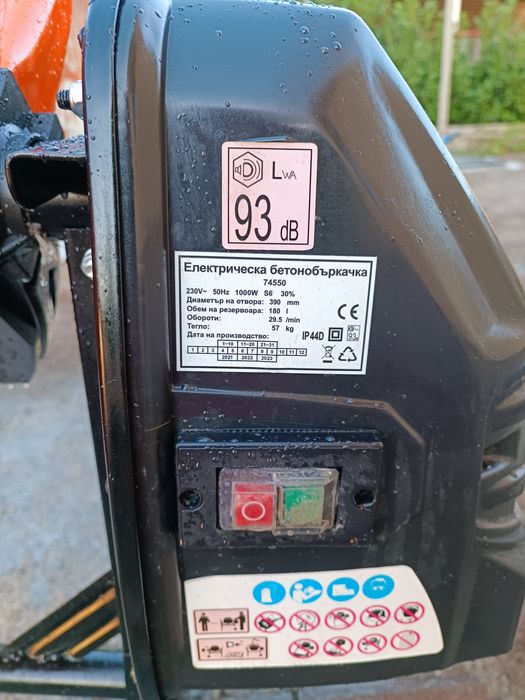 LWA
93 dB
Електрическа бетонобъркачка
74550
230V~ 50Hz 1000W S6 30%
Диаметър на отвора: 390 mm
Обем на резервоара: 180 l
Обороти: 29.5 /min
Тегло: 57 kg
Дата на производство:
IP44D
93
CE
1-10 11-20 21-31
1 2 3 4 5 6 7 8 9 10 11 12
2021 2022 2023